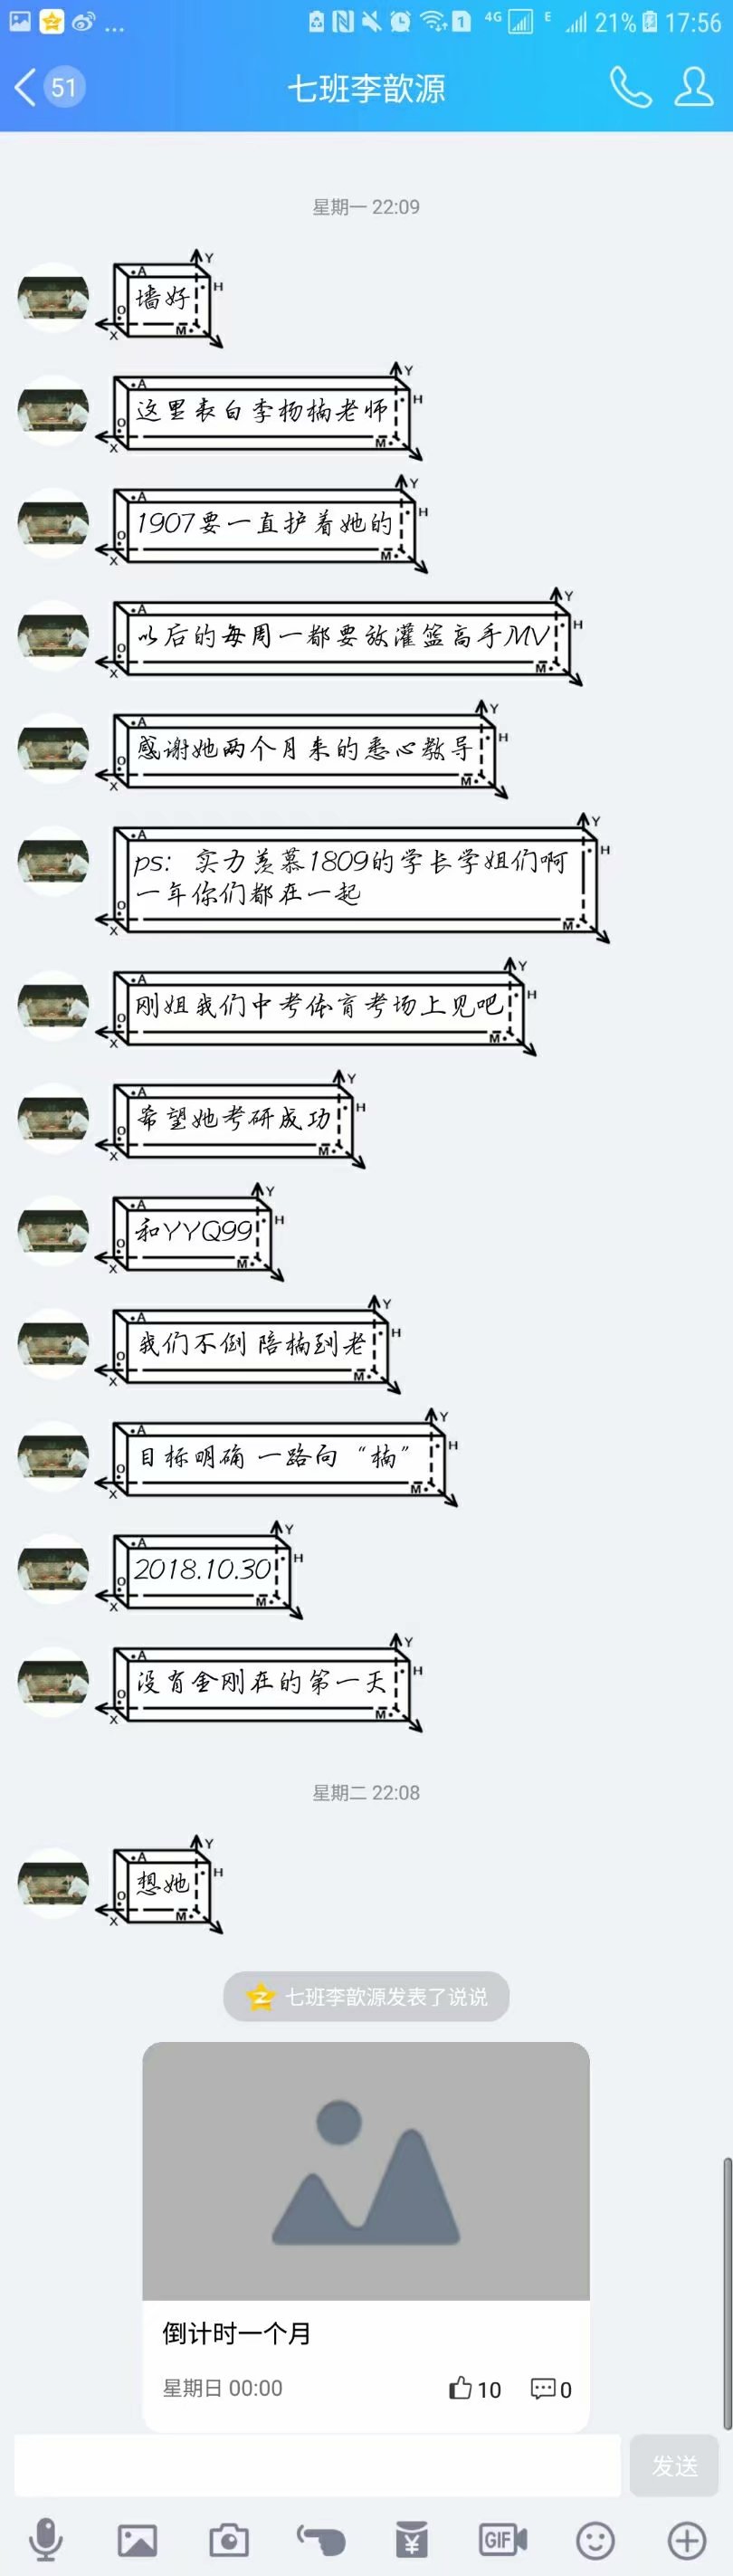 4G E 21% 17:56
51 七班李歆源
星期一 22:09
墙好
这里表白李杨楠老师
1907要一直护着她的
以后的每周一都要放灌篮高手MV
感谢她两个月来的悉心教导
ps: 实力羡慕1809的学长学姐们啊
一年你们都在一起
刚姐我们中考体育考场上见吧
希望她考研成功
和YYQ99
我们不倒 陪楠到老
目标明确 一路向“楠”
2018.10.30
没有金刚在的第一天
星期二 22:08
想她
七班李歆源发表了说说
倒计时一个月
星期日 00:00 10 0
发送
GIF